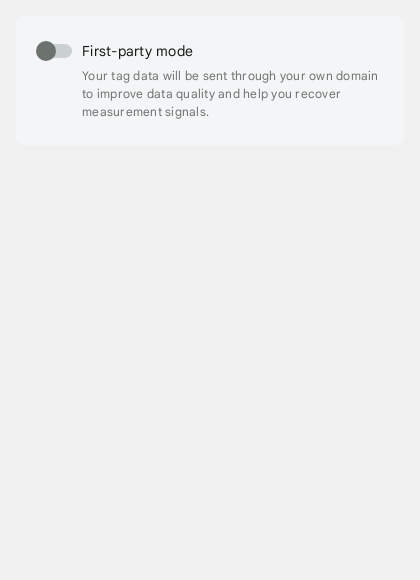 First-party mode
Your tag data will be sent through your own domain
to improve data quality and help you recover
measurement signals.